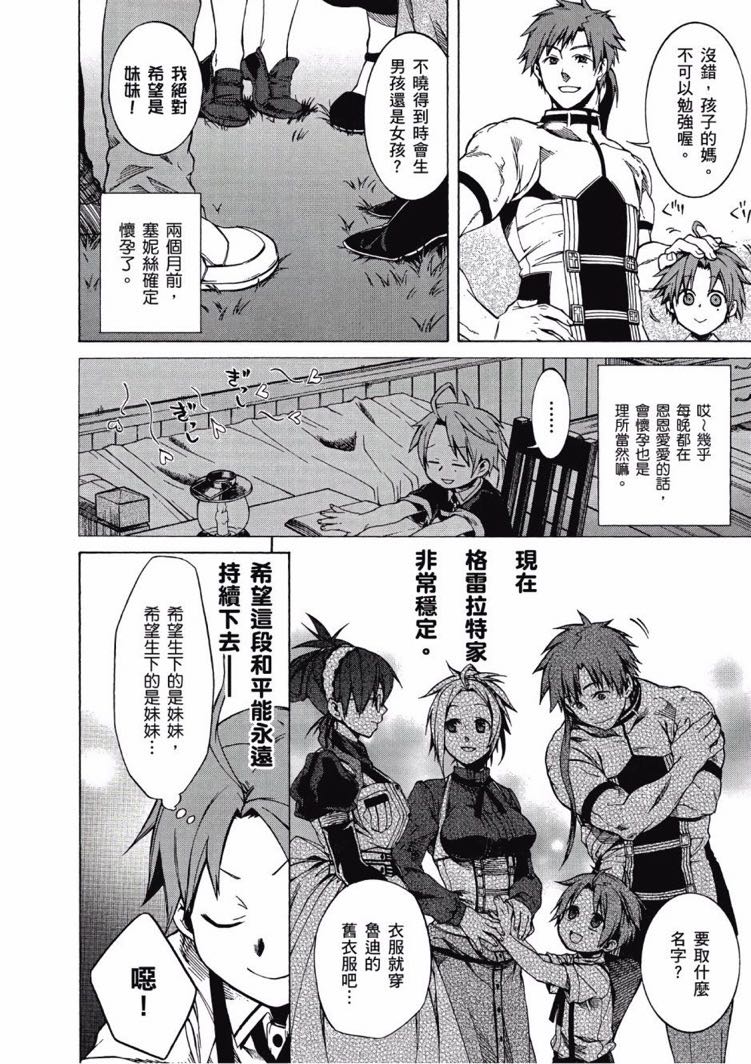 沒錯，孩子的媽。
不可以勉強喔。
不曉得到時會生
男孩還是女孩？
我絕對
希望是
妹妹！
兩個月前，
塞妮絲確定
懷孕了。
哎～幾乎
每晚都在
恩恩愛愛的話，
會懷孕也是
理所當然嘛。
……
ぎっし
ぎっし
現在
格雷拉特家
非常穩定。
要取什麼
名字？
衣服就穿
魯迪的
舊衣服吧…
希望這段和平能永遠
持續下去──
希望生下的是妹妹，
希望生下的是妹妹…
噁！